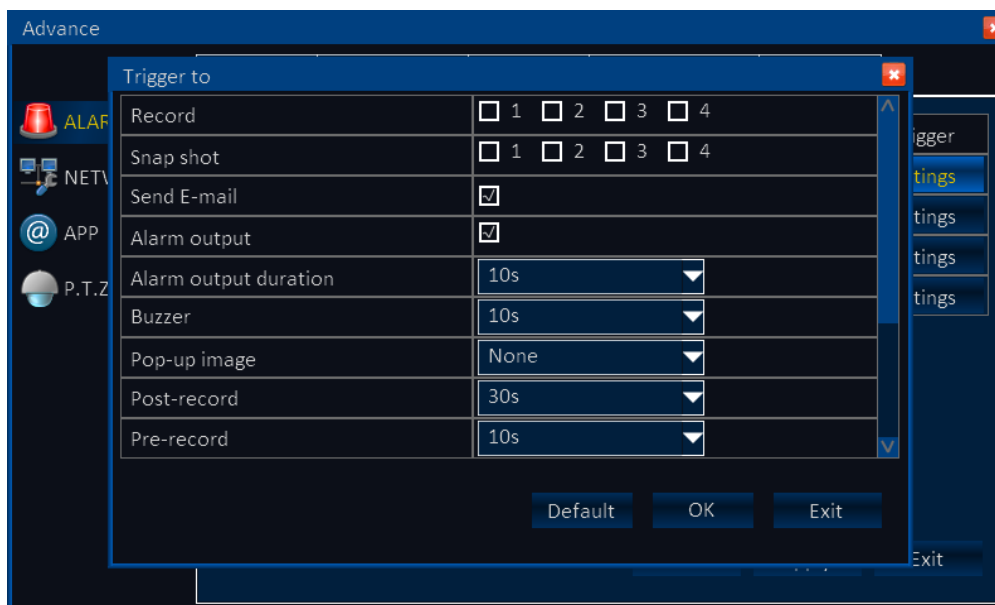 Advance
Trigger to
Record 1 2 3 4
Snap shot 1 2 3 4
Send E-mail
Alarm output
Alarm output duration 10s
Buzzer 10s
Pop-up image None
Post-record 30s
Pre-record 10s
Default OK Exit
ALAR
NETV
@ APP
P.T.Z
igger
tings
tings
tings
tings
Exit